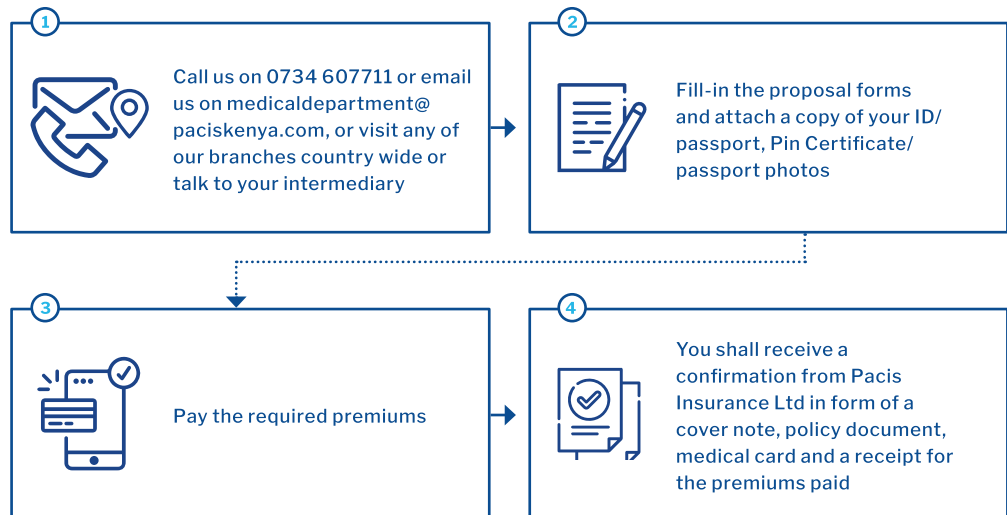 1
Call us on 0734 607711 or email
us on medicaldepartment@
paciskenya.com, or visit any of
our branches country wide or
talk to your intermediary
2
Fill-in the proposal forms
and attach a copy of your ID/
passport, Pin Certificate/
passport photos
3
Pay the required premiums
4
You shall receive a
confirmation from Pacis
Insurance Ltd in form of a
cover note, policy document,
medical card and a receipt for
the premiums paid